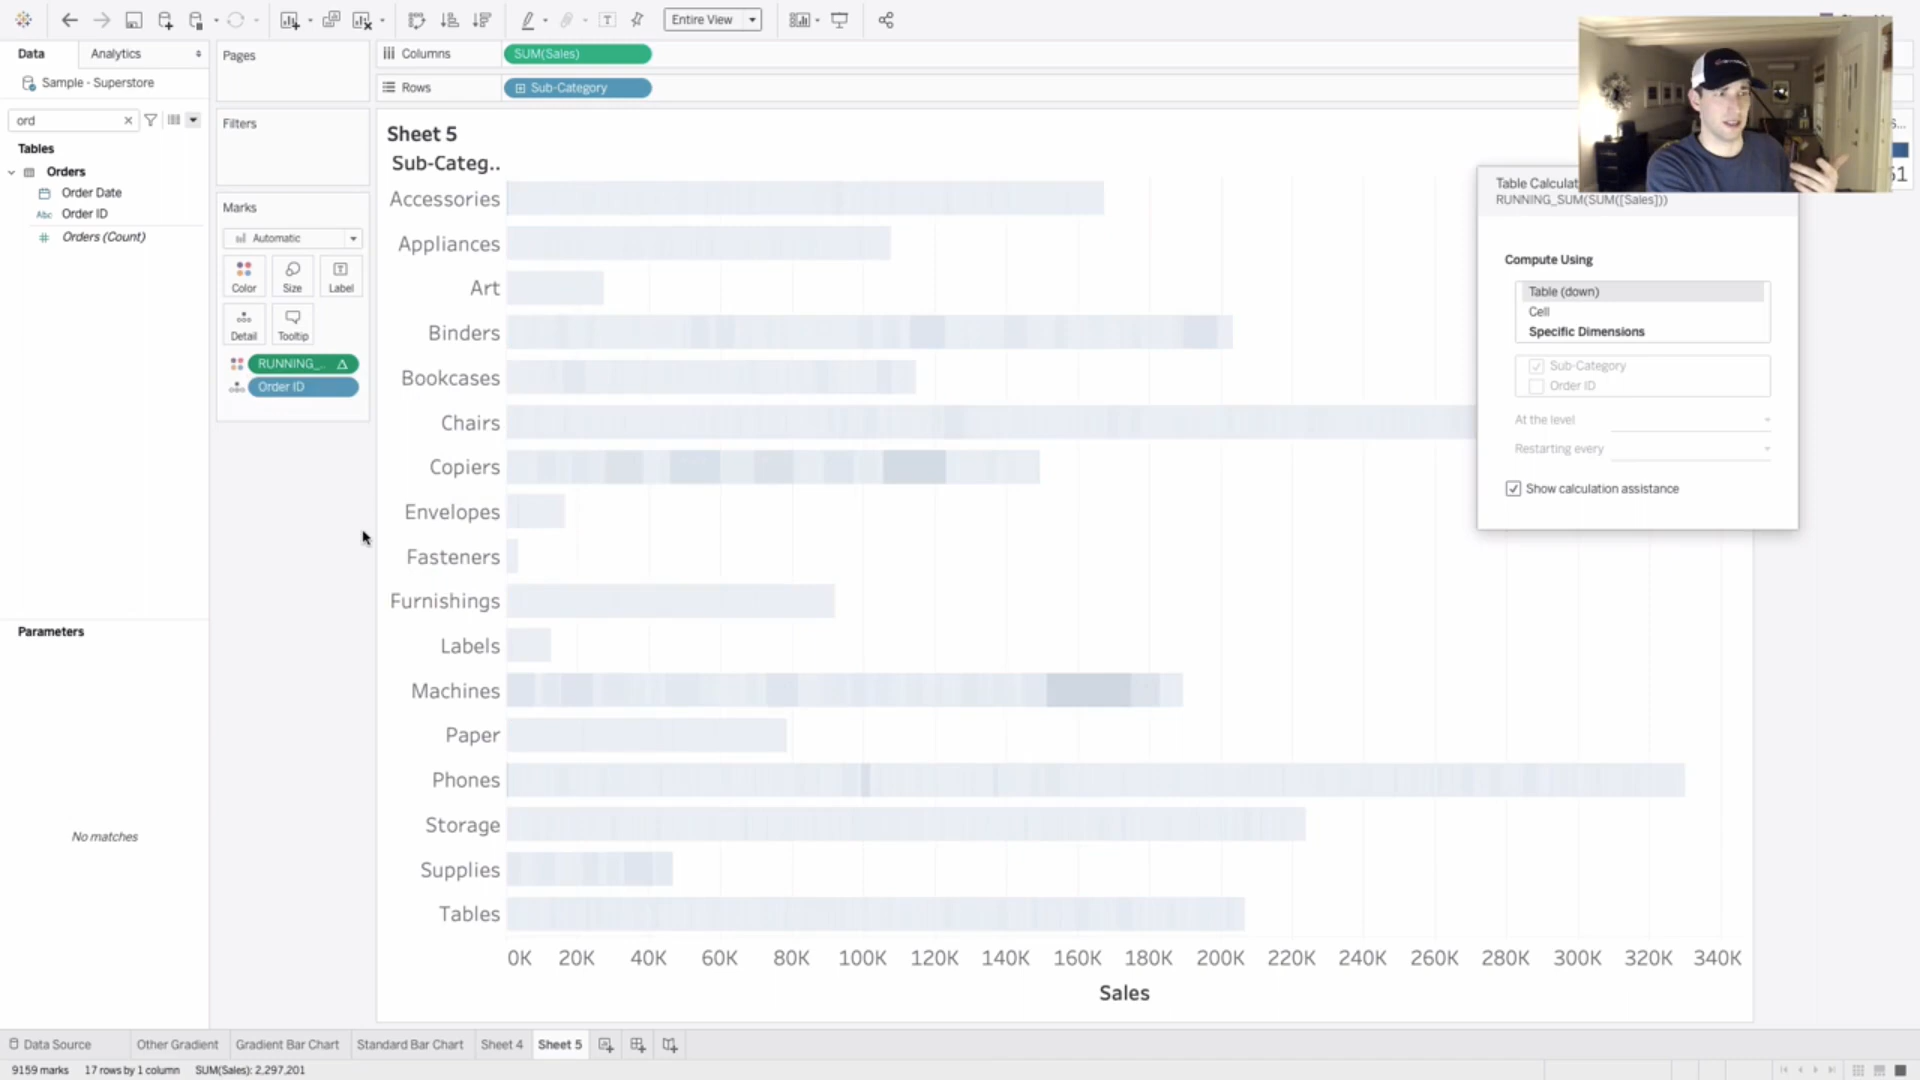 Entire View
Data
Analytics
Sample - Superstore
ord
Tables
Orders
Order Date
Abc
Order ID
#
Orders (Count)
Parameters
No matches
Pages
Filters
Marks
Automatic
Color
Size
Label
Detail
Tooltip
RUNNING_..
Order ID
Columns
SUM(Sales)
Rows
Sub-Category
Sheet 5
Sub-Categ..
Accessories
Appliances
Art
Binders
Bookcases
Chairs
Copiers
Envelopes
Fasteners
Furnishings
Labels
Machines
Paper
Phones
Storage
Supplies
Tables
0K 20K 40K 60K 80K 100K 120K 140K 160K 180K 200K 220K 240K 260K 280K 300K 320K 340K
Sales
Table Calculat
RUNNING_SUM(SUM([Sales]))
Compute Using
Table (down)
Cell
Specific Dimensions
Sub-Category
Order ID
At the level
Restarting every
Show calculation assistance
s...
51
Data Source
Other Gradient
Gradient Bar Chart
Standard Bar Chart
Sheet 4
Sheet 5
9159 marks
17 rows by 1 column
SUM(Sales): 2,297,201